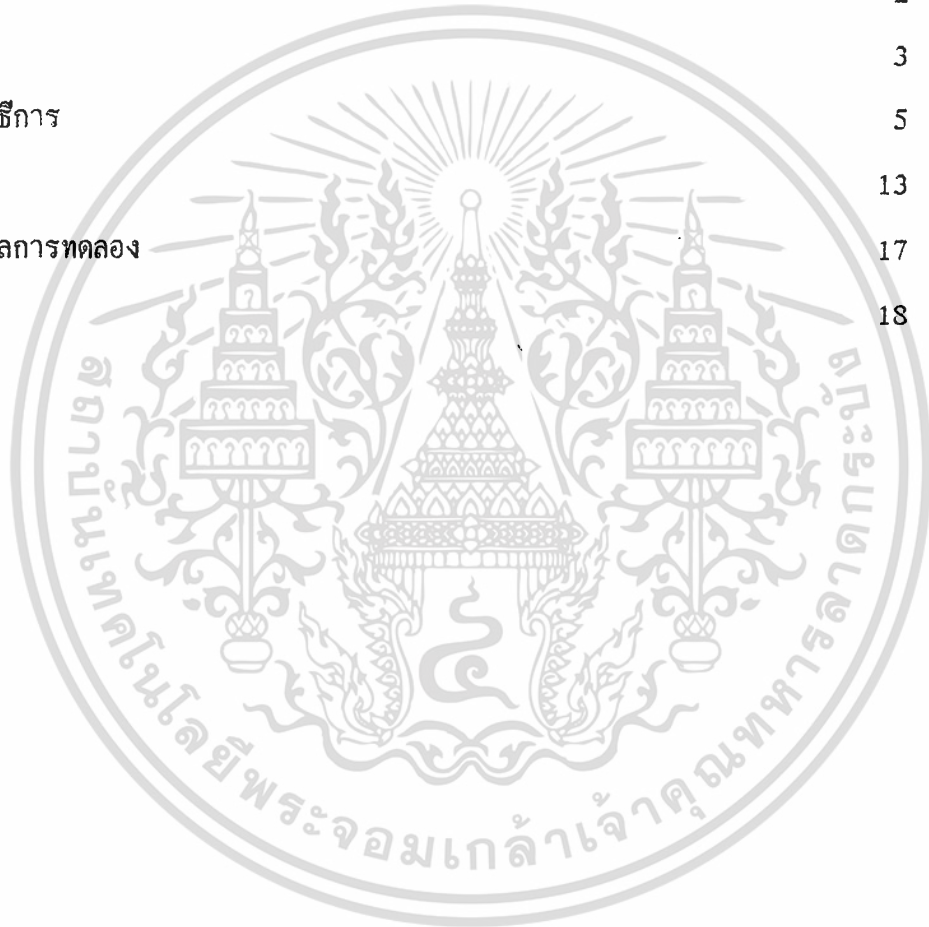 3
ธีการ 5
13
ลการทดลอง 17
18
สถาบันเทคโนโลยีพระจอมเกล้าเจ้าคุณทหารลาดกระบัง